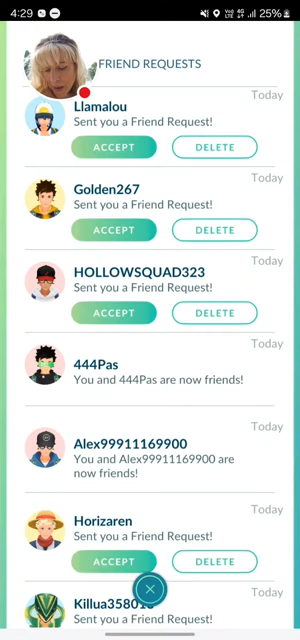 4:29
Vo)) LTE 4G 25%
FRIEND REQUESTS
Today
Llamalou
Sent you a Friend Request!
ACCEPT DELETE
Today
Golden267
Sent you a Friend Request!
ACCEPT DELETE
Today
HOLLOWSQUAD323
Sent you a Friend Request!
ACCEPT DELETE
Today
444Pas
You and 444Pas are now friends!
Today
Alex99911169900
You and Alex99911169900 are
now friends!
Today
Horizaren
Sent you a Friend Request!
ACCEPT DELETE
Today
Sent you a Friend Request!